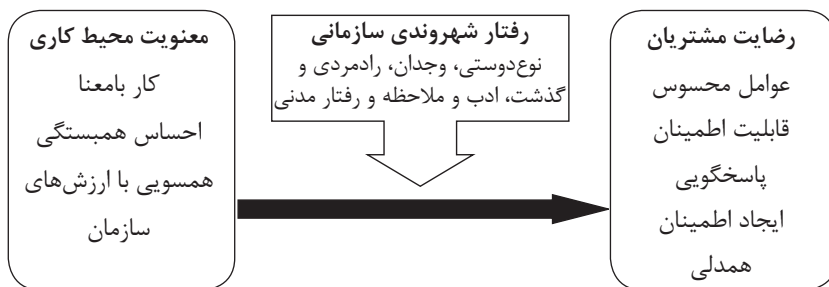 رضایت مشتریان
عوامل محسوس
قابلیت اطمینان
پاسخگویی
ایجاد اطمینان
همدلی
رفتار شهروندی سازمانی
نوع‌دوستی، وجدان، رادمردی و
گذشت، ادب و ملاحظه و رفتار مدنی
معنویت محیط کاری
کار بامعنا
احساس همبستگی
همسویی با ارزش‌های
سازمان